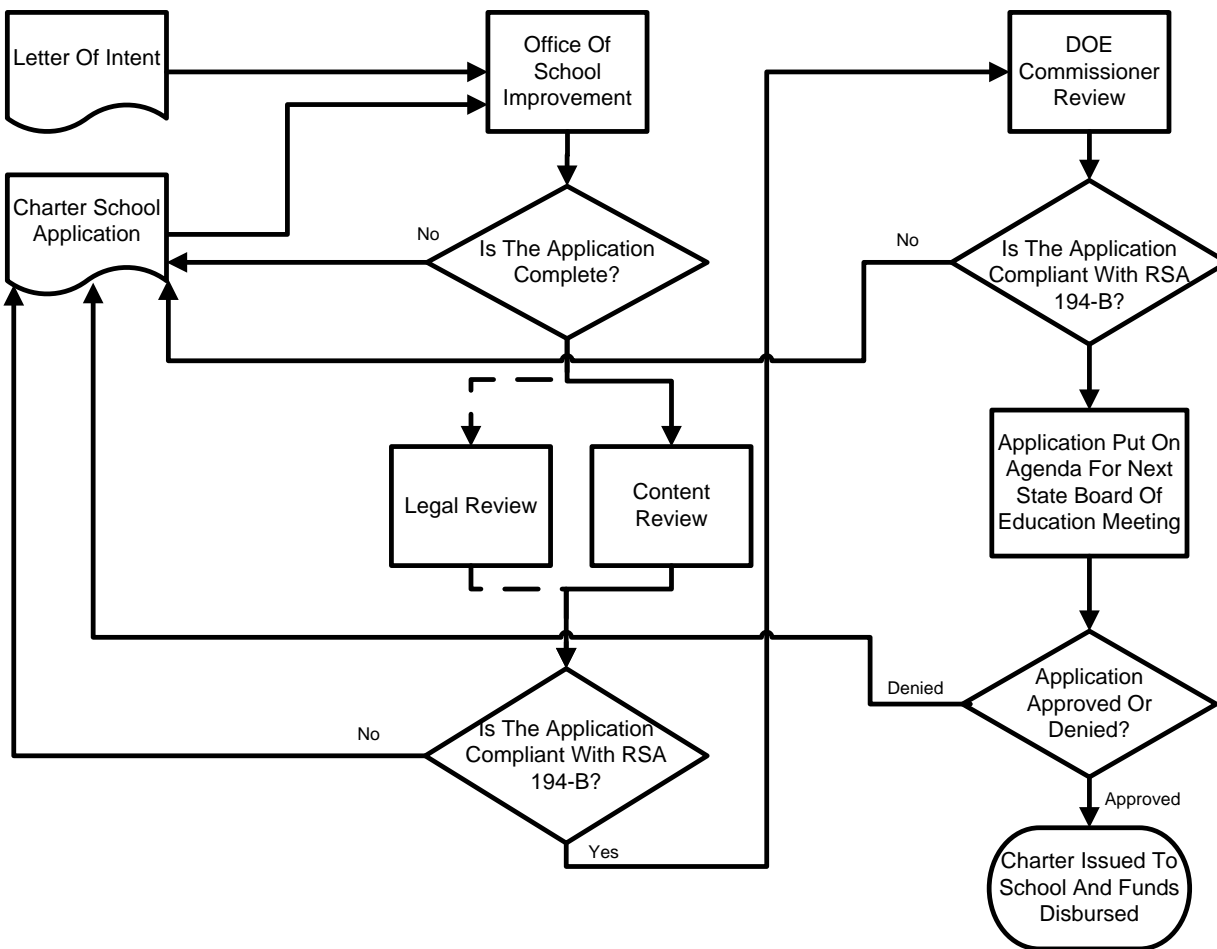 Letter Of Intent
Office Of
School
Improvement
DOE
Commissioner
Review
Charter School
Application
No
Is The Application
Complete?
No
Is The Application
Compliant With RSA
194-B?
Legal Review
Content
Review
Application Put On
Agenda For Next
State Board Of
Education Meeting
No
Is The Application
Compliant With RSA
194-B?
Yes
Denied
Application
Approved Or
Denied?
Approved
Charter Issued To
School And Funds
Disbursed